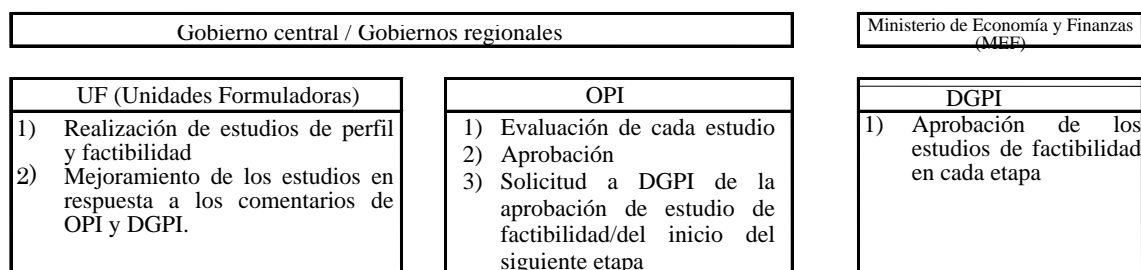 Gobierno central / Gobiernos regionales
Ministerio de Economía y Finanzas
(MEF)
UF (Unidades Formuladoras)
1) Realización de estudios de perfil
y factibilidad
2) Mejoramiento de los estudios en
respuesta a los comentarios de
OPI y DGPI.
OPI
1) Evaluación de cada estudio
2) Aprobación
3) Solicitud a DGPI de la
aprobación de estudio de
factibilidad/del inicio del
siguiente etapa
DGPI
1) Aprobación de los
estudios de factibilidad
en cada etapa